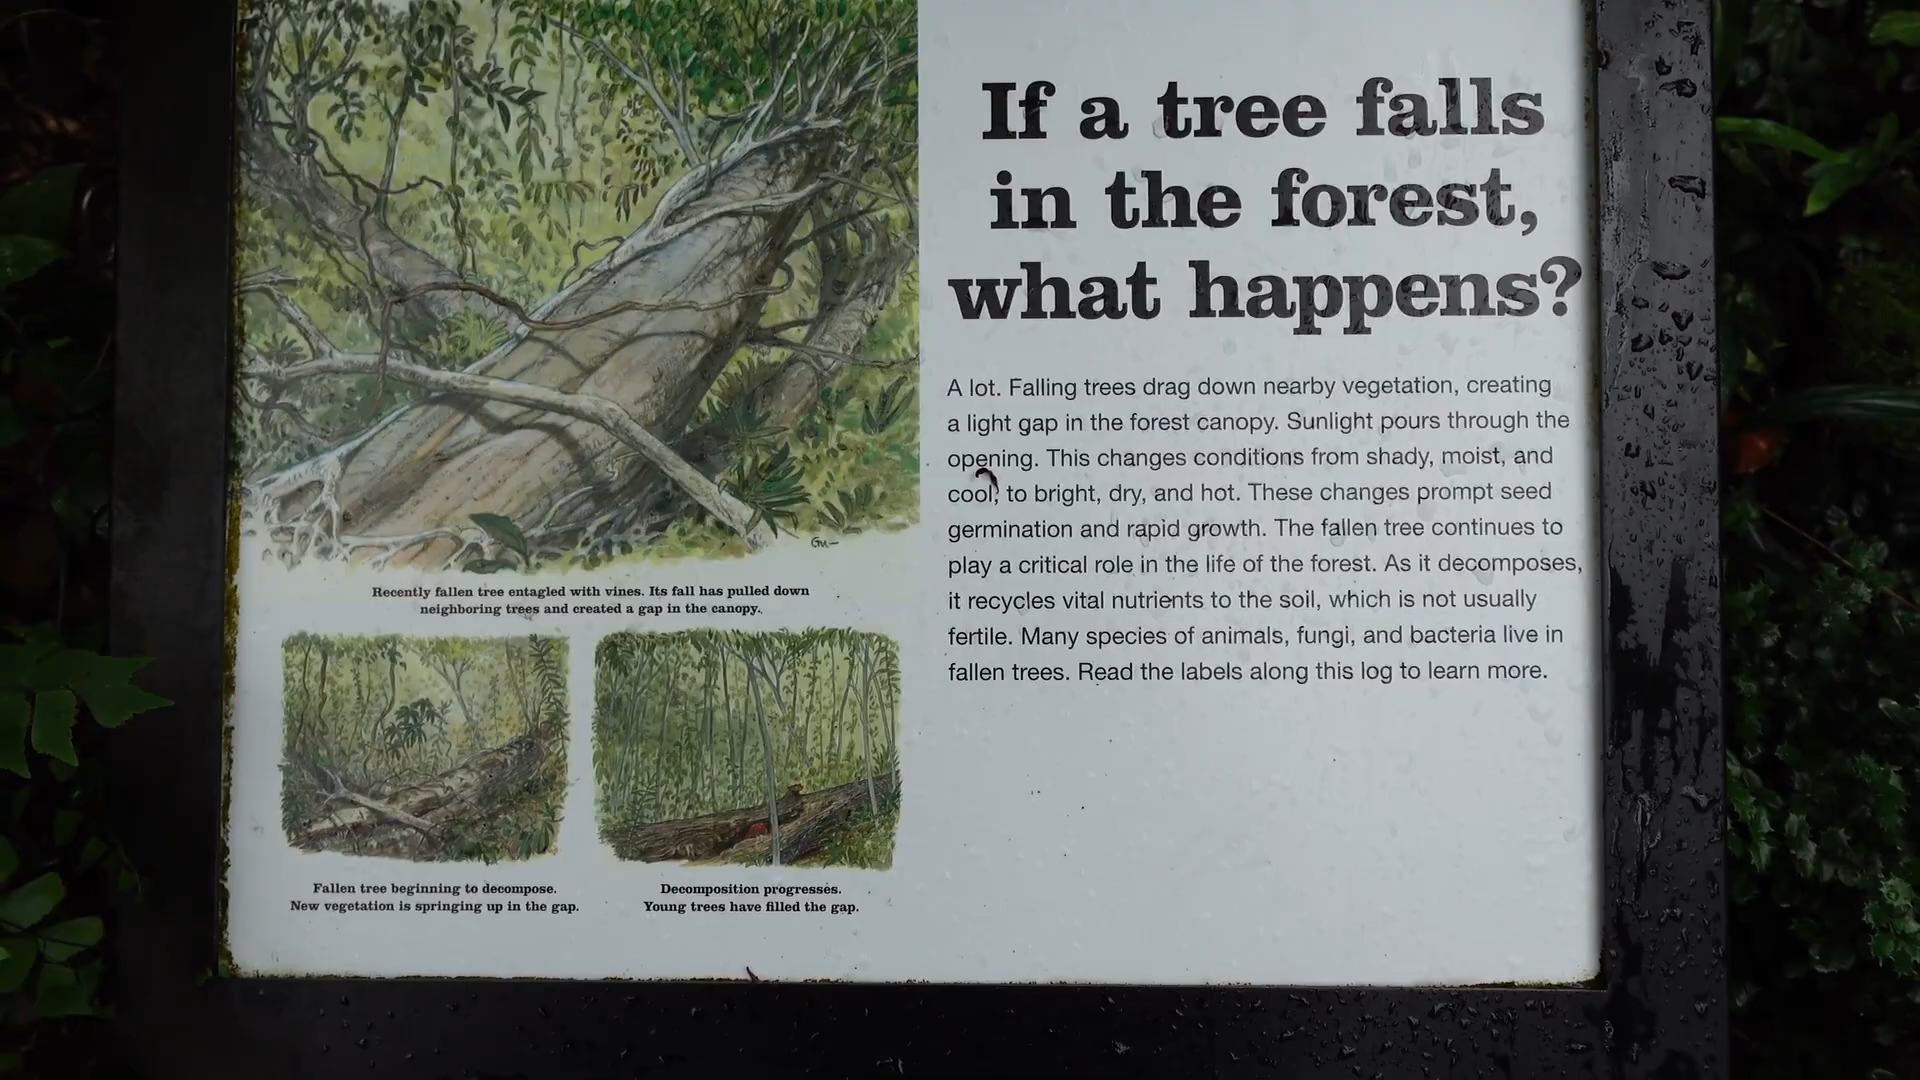 If a tree falls
in the forest,
what happens?
A lot. Falling trees drag down nearby vegetation, creating
a light gap in the forest canopy. Sunlight pours through the
opening. This changes conditions from shady, moist, and
cool, to bright, dry, and hot. These changes prompt seed
germination and rapid growth. The fallen tree continues to
play a critical role in the life of the forest. As it decomposes,
it recycles vital nutrients to the soil, which is not usually
fertile. Many species of animals, fungi, and bacteria live in
fallen trees. Read the labels along this log to learn more.
Recently fallen tree entagled with vines. Its fall has pulled down
neighboring trees and created a gap in the canopy.
Fallen tree beginning to decompose.
New vegetation is springing up in the gap.
Decomposition progresses.
Young trees have filled the gap.